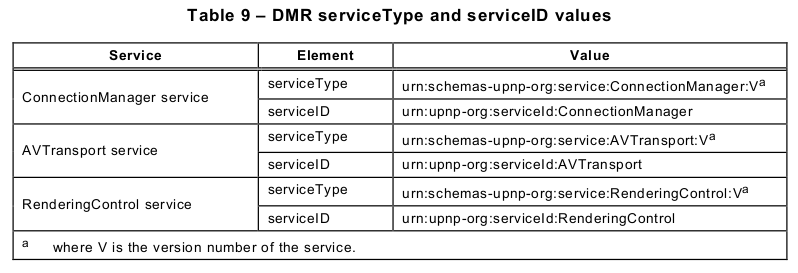 Table 9 – DMR serviceType and serviceID values
Service Element Value
ConnectionManager service
serviceType urn:schemas-upnp-org:service:ConnectionManager:Vᵃ
serviceID urn:upnp-org:serviceId:ConnectionManager
AVTransport service
serviceType urn:schemas-upnp-org:service:AVTransport:Vᵃ
serviceID urn:upnp-org:serviceId:AVTransport
RenderingControl service
serviceType urn:schemas-upnp-org:service:RenderingControl:Vᵃ
serviceID urn:upnp-org:serviceId:RenderingControl
ᵃ where V is the version number of the service.